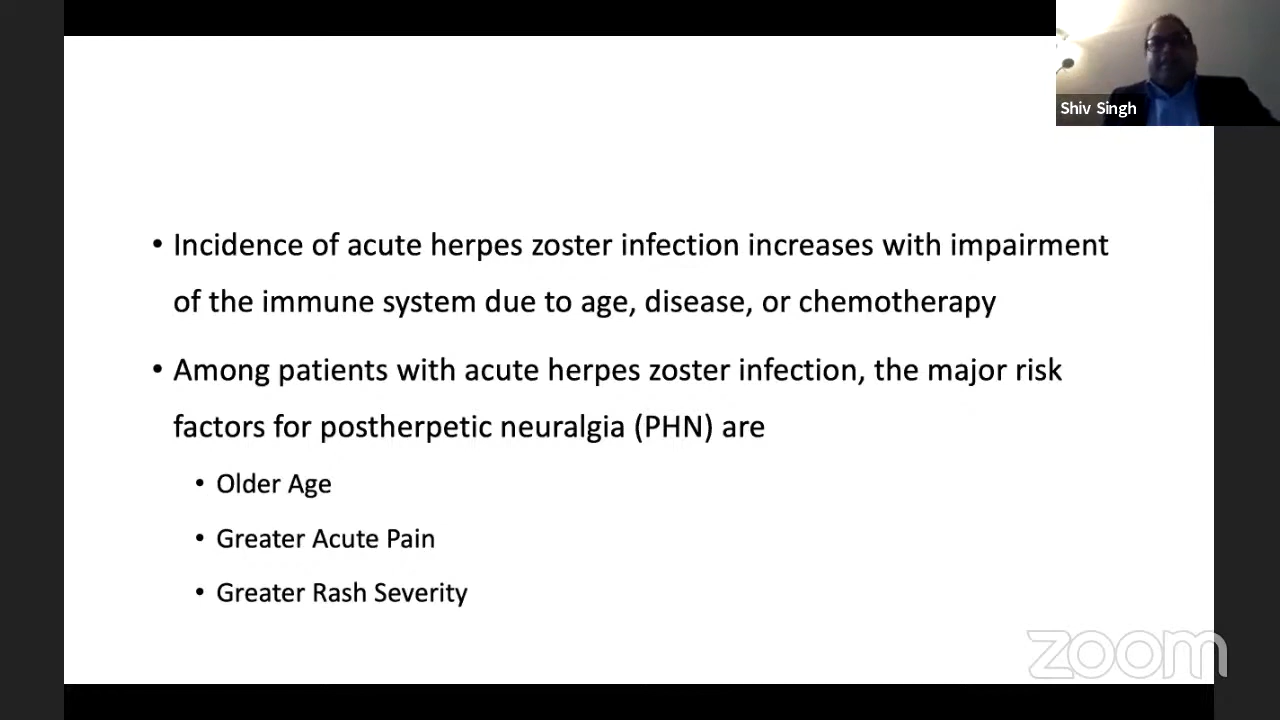 Shiv Singh
• Incidence of acute herpes zoster infection increases with impairment
of the immune system due to age, disease, or chemotherapy
• Among patients with acute herpes zoster infection, the major risk
factors for postherpetic neuralgia (PHN) are
• Older Age
• Greater Acute Pain
• Greater Rash Severity
zoom